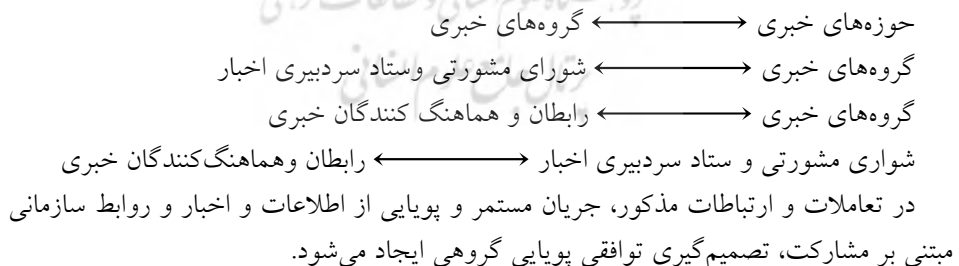 حوزه‌های خبری ⟷ گروه‌های خبری
گروه‌های خبری ⟷ شورای مشورتی وستاد سردبیری اخبار
گروه‌های خبری ⟷ رابطان و هماهنگ کنندگان خبری
شواری مشورتی و ستاد سردبیری اخبار ⟷ رابطان وهماهنگ‌کنندگان خبری
در تعاملات و ارتباطات مذکور، جریان مستمر و پویایی از اطلاعات و اخبار و روابط سازمانی
مبتنی بر مشارکت، تصمیم‌گیری توافقی پویایی گروهی ایجاد می‌شود.